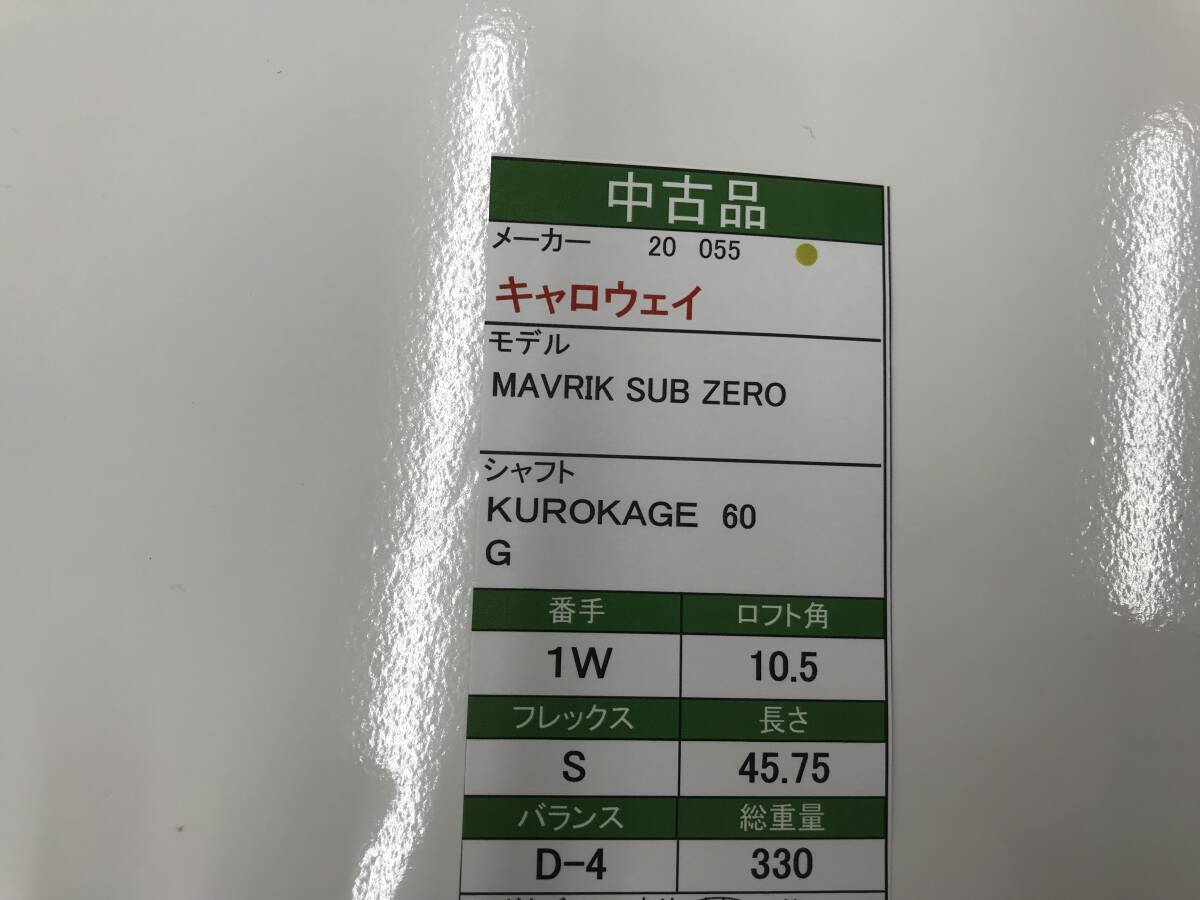 中古品
メーカー 20 055
キャロウェイ
モデル
MAVRIK SUB ZERO
シャフト
KUROKAGE 60
G
番手 ロフト角
1W 10.5
フレックス 長さ
S 45.75
バランス 総重量
D-4 330